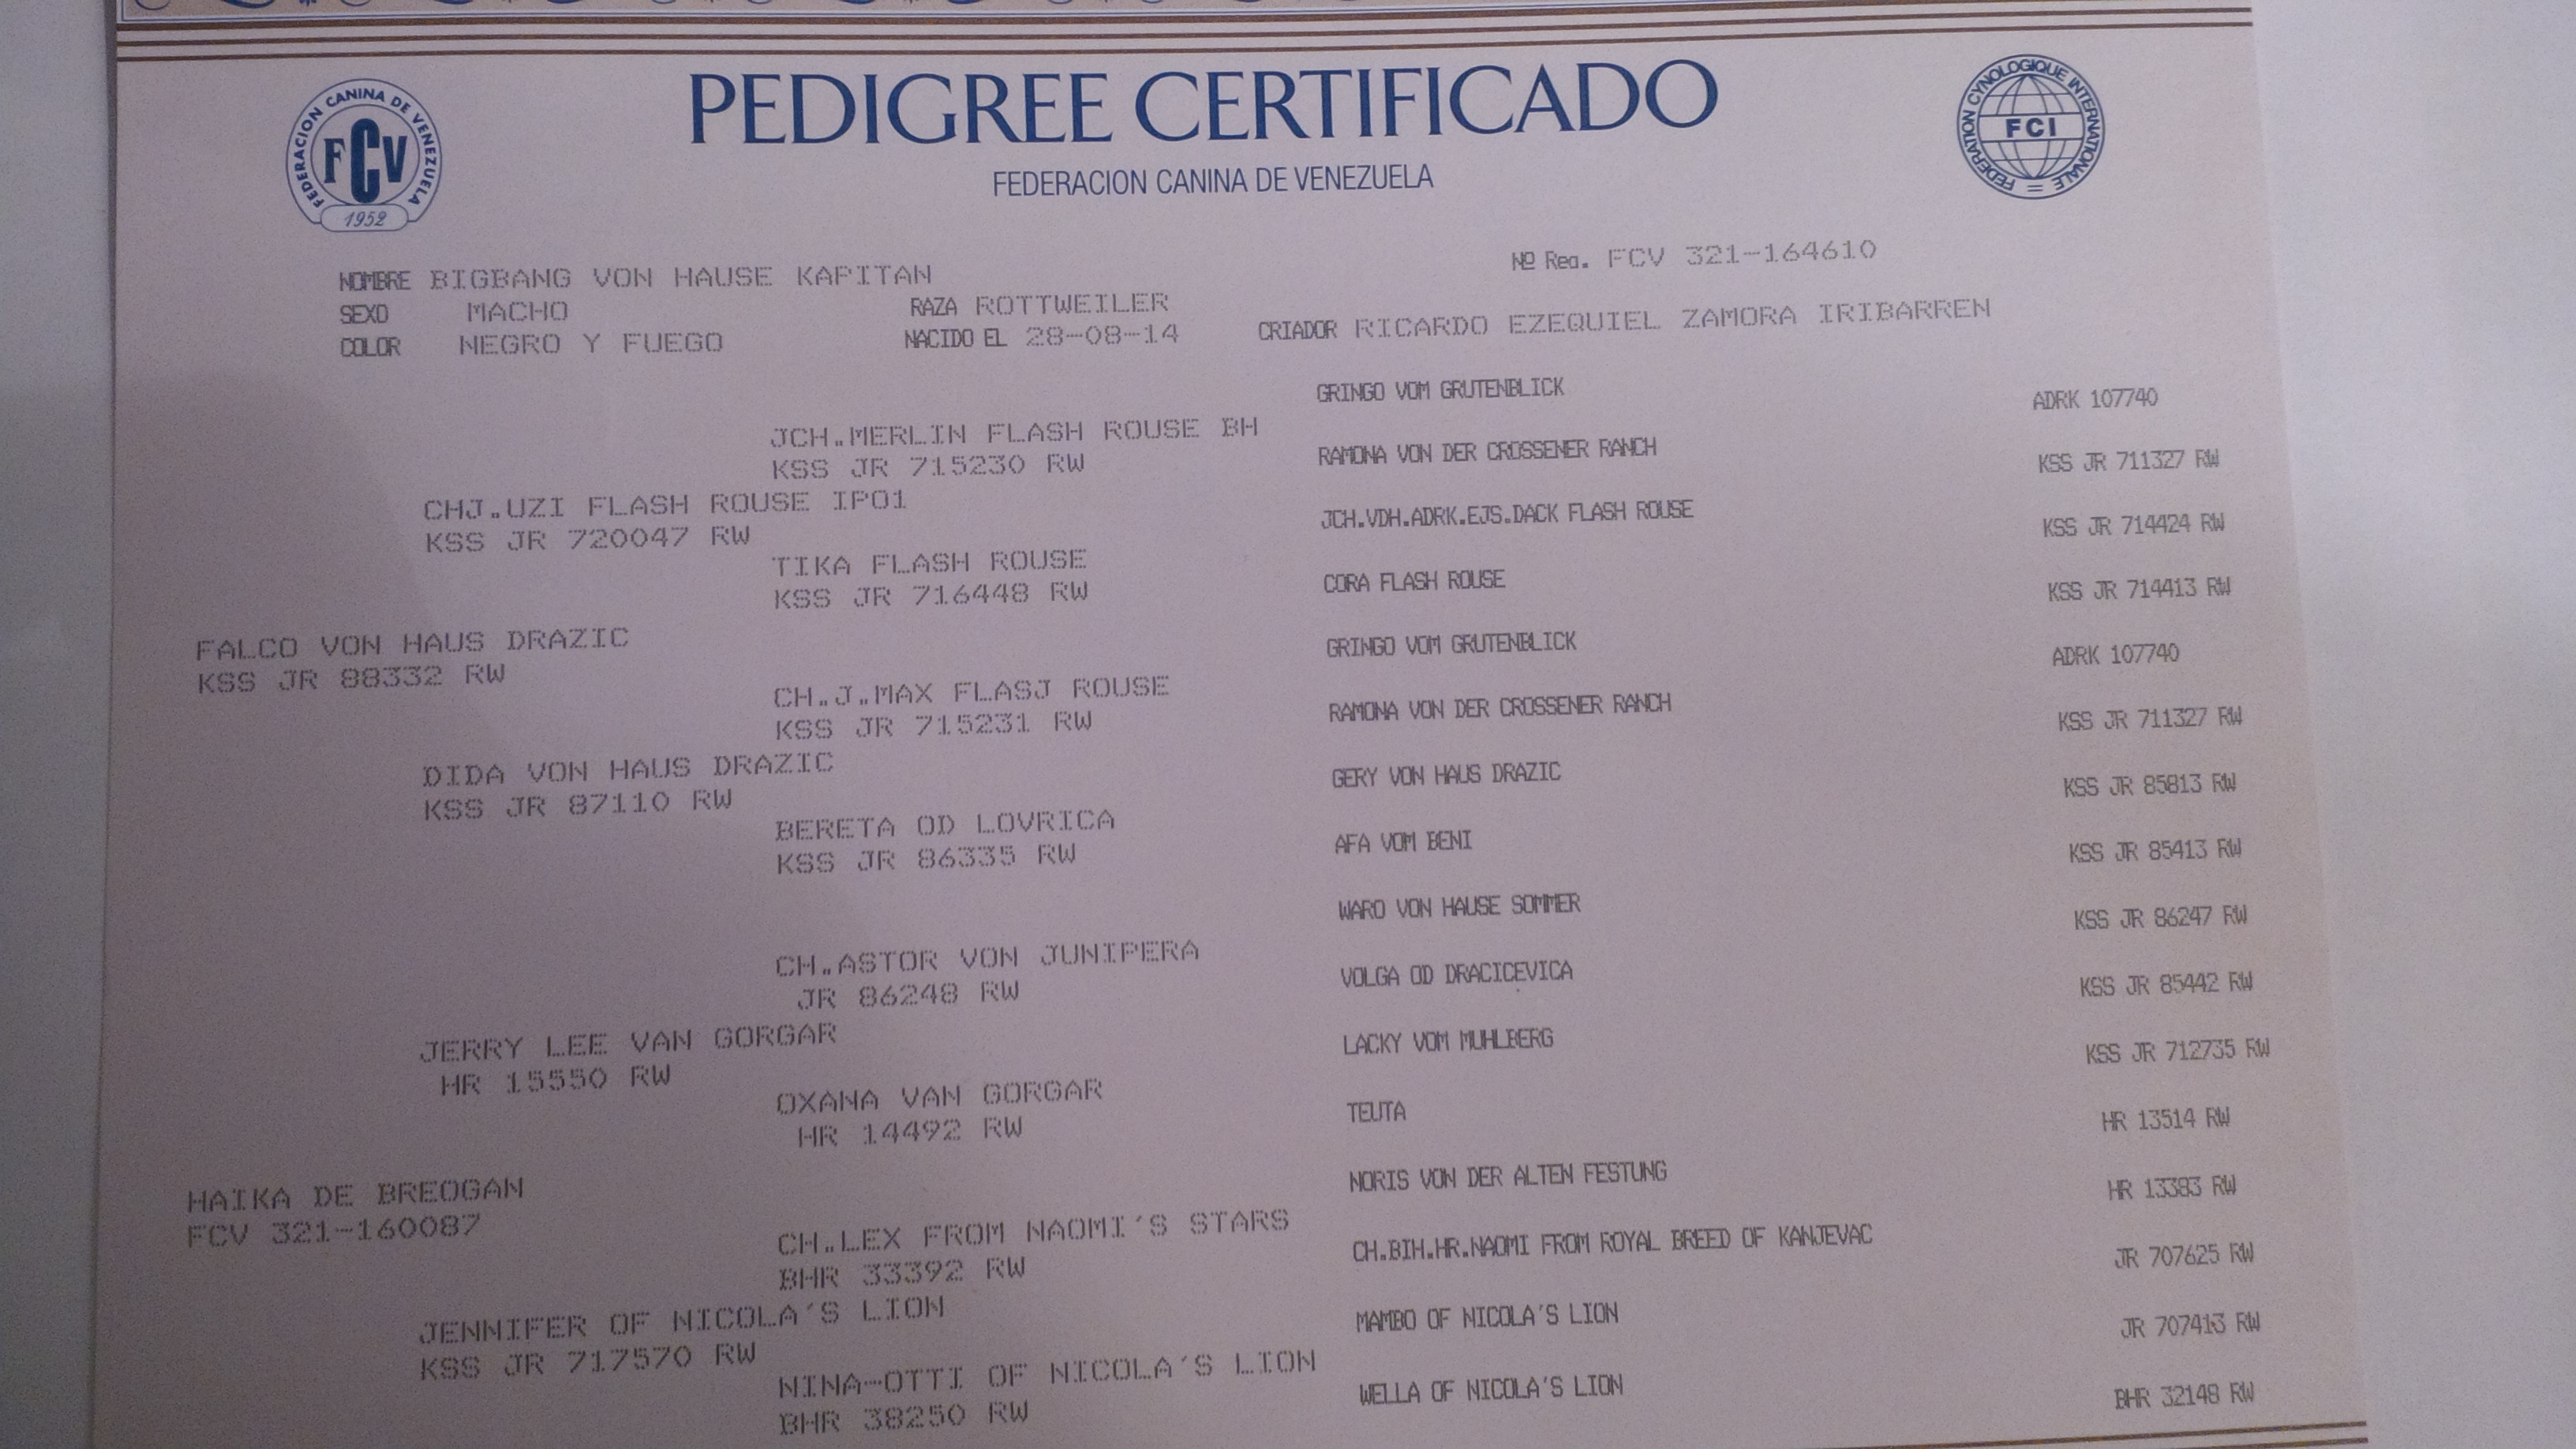 PEDIGREE CERTIFICADO
FEDERACION CANINA DE VENEZUELA
FEDERACION CANINA DE VENEZUELA
FCV
1952
FEDERATION CYNOLOGIQUE INTERNATIONALE
FCI
Nº Reg. FCV 321-164610
NOMBRE BIGBANG VON HAUSE KAPITAN
SEXO MACHO RAZA ROTTWEILER
COLOR NEGRO Y FUEGO NACIDO EL 28-08-14 CRIADOR RICARDO EZEQUIEL ZAMORA IRIBARREN
GRINGO VOM GRUTENBLICK ADRK 107740
JCH.MERLIN FLASH ROUSE BH
KSS JR 715230 RW
RAMONA VON DER CROSSENER RANCH KSS JR 711327 RW
CHJ.UZI FLASH ROUSE IPO1
KSS JR 720047 RW
JCH.VDH.ADRK.EJS.DACK FLASH ROUSE KSS JR 714424 RW
TIKA FLASH ROUSE
KSS JR 716448 RW
CORA FLASH ROUSE KSS JR 714413 RW
FALCO VON HAUS DRAZIC
KSS JR 88332 RW
GRINGO VOM GRUTENBLICK ADRK 107740
CH.J.MAX FLASJ ROUSE
KSS JR 715231 RW
RAMONA VON DER CROSSENER RANCH KSS JR 711327 RW
DIDA VON HAUS DRAZIC
KSS JR 87110 RW
GERY VON HAUS DRAZIC KSS JR 85813 RW
BERETA OD LOVRICA
KSS JR 86335 RW
AFA VOM BENI KSS JR 85413 RW
WARO VON HAUSE SOMMER KSS JR 86247 RW
CH.ASTOR VON JUNIPERA
JR 86248 RW
VOLGA OD DRACICEVICA KSS JR 85442 RW
JERRY LEE VAN GORGAR
HR 15550 RW
LACKY VOM MUHLBERG KSS JR 712735 RW
OXANA VAN GORGAR
HR 14492 RW
TEUTA HR 13514 RW
HAIKA DE BREOGAN
FCV 321-160087
NORIS VON DER ALTEN FESTUNG HR 13383 RW
CH.LEX FROM NAOMI'S STARS
BHR 33392 RW
CH.BIH.HR.NAOMI FROM ROYAL BREED OF KANJEVAC JR 707625 RW
JENNIFER OF NICOLA'S LION
KSS JR 717570 RW
MAMBO OF NICOLA'S LION JR 707413 RW
NINA-OTTI OF NICOLA'S LION
BHR 38250 RW
WELLA OF NICOLA'S LION BHR 32148 RW